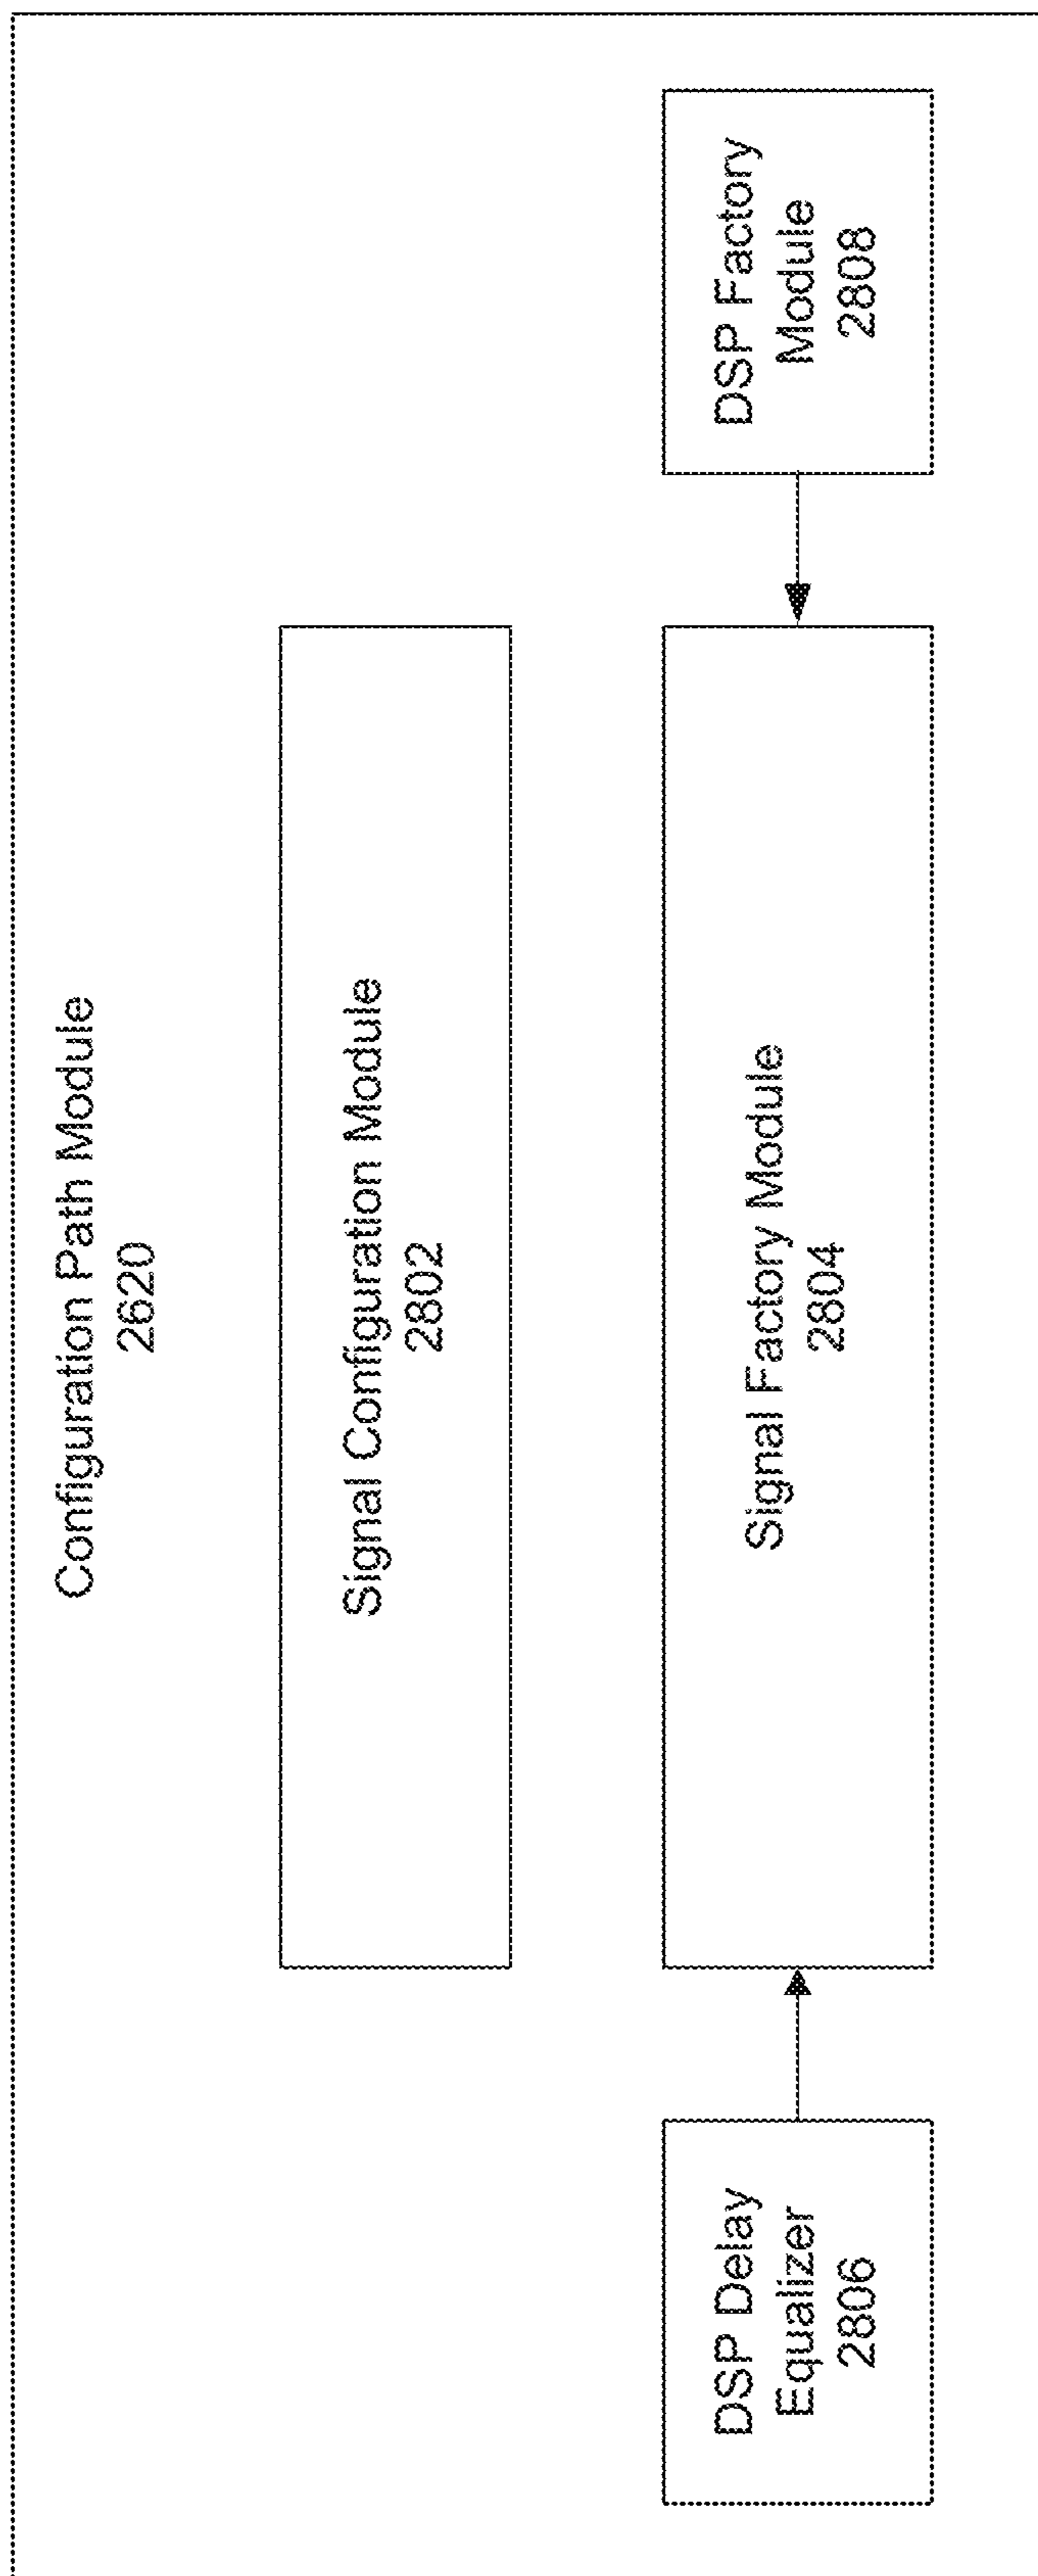 Configuration Path Module
2620
Signal Configuration Module
2802
DSP Delay
Equalizer
2806
Signal Factory Module
2804
DSP Factory
Module
2808